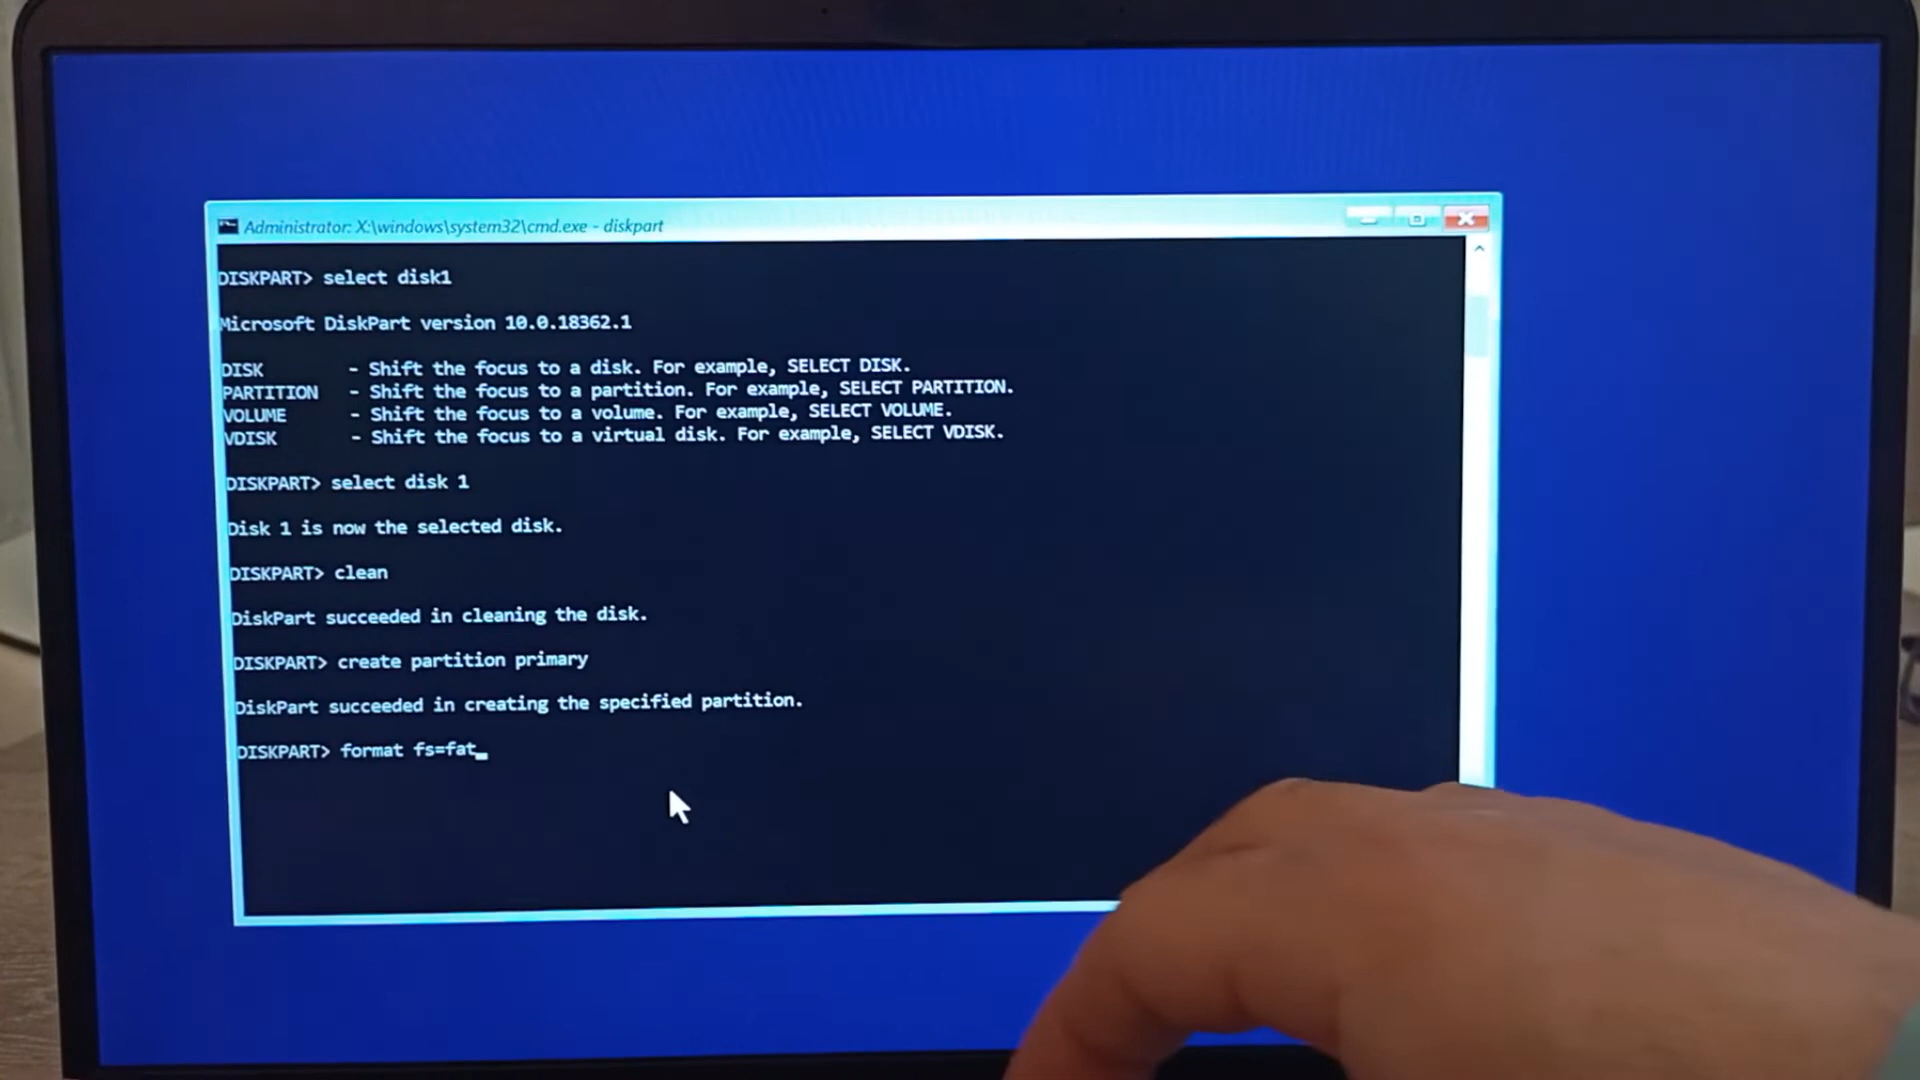 Administrator: X:\windows\system32\cmd.exe - diskpart
DISKPART> select disk1
Microsoft DiskPart version 10.0.18362.1
DISK - Shift the focus to a disk. For example, SELECT DISK.
PARTITION - Shift the focus to a partition. For example, SELECT PARTITION.
VOLUME - Shift the focus to a volume. For example, SELECT VOLUME.
VDISK - Shift the focus to a virtual disk. For example, SELECT VDISK.
DISKPART> select disk 1
Disk 1 is now the selected disk.
DISKPART> clean
DiskPart succeeded in cleaning the disk.
DISKPART> create partition primary
DiskPart succeeded in creating the specified partition.
DISKPART> format fs=fat